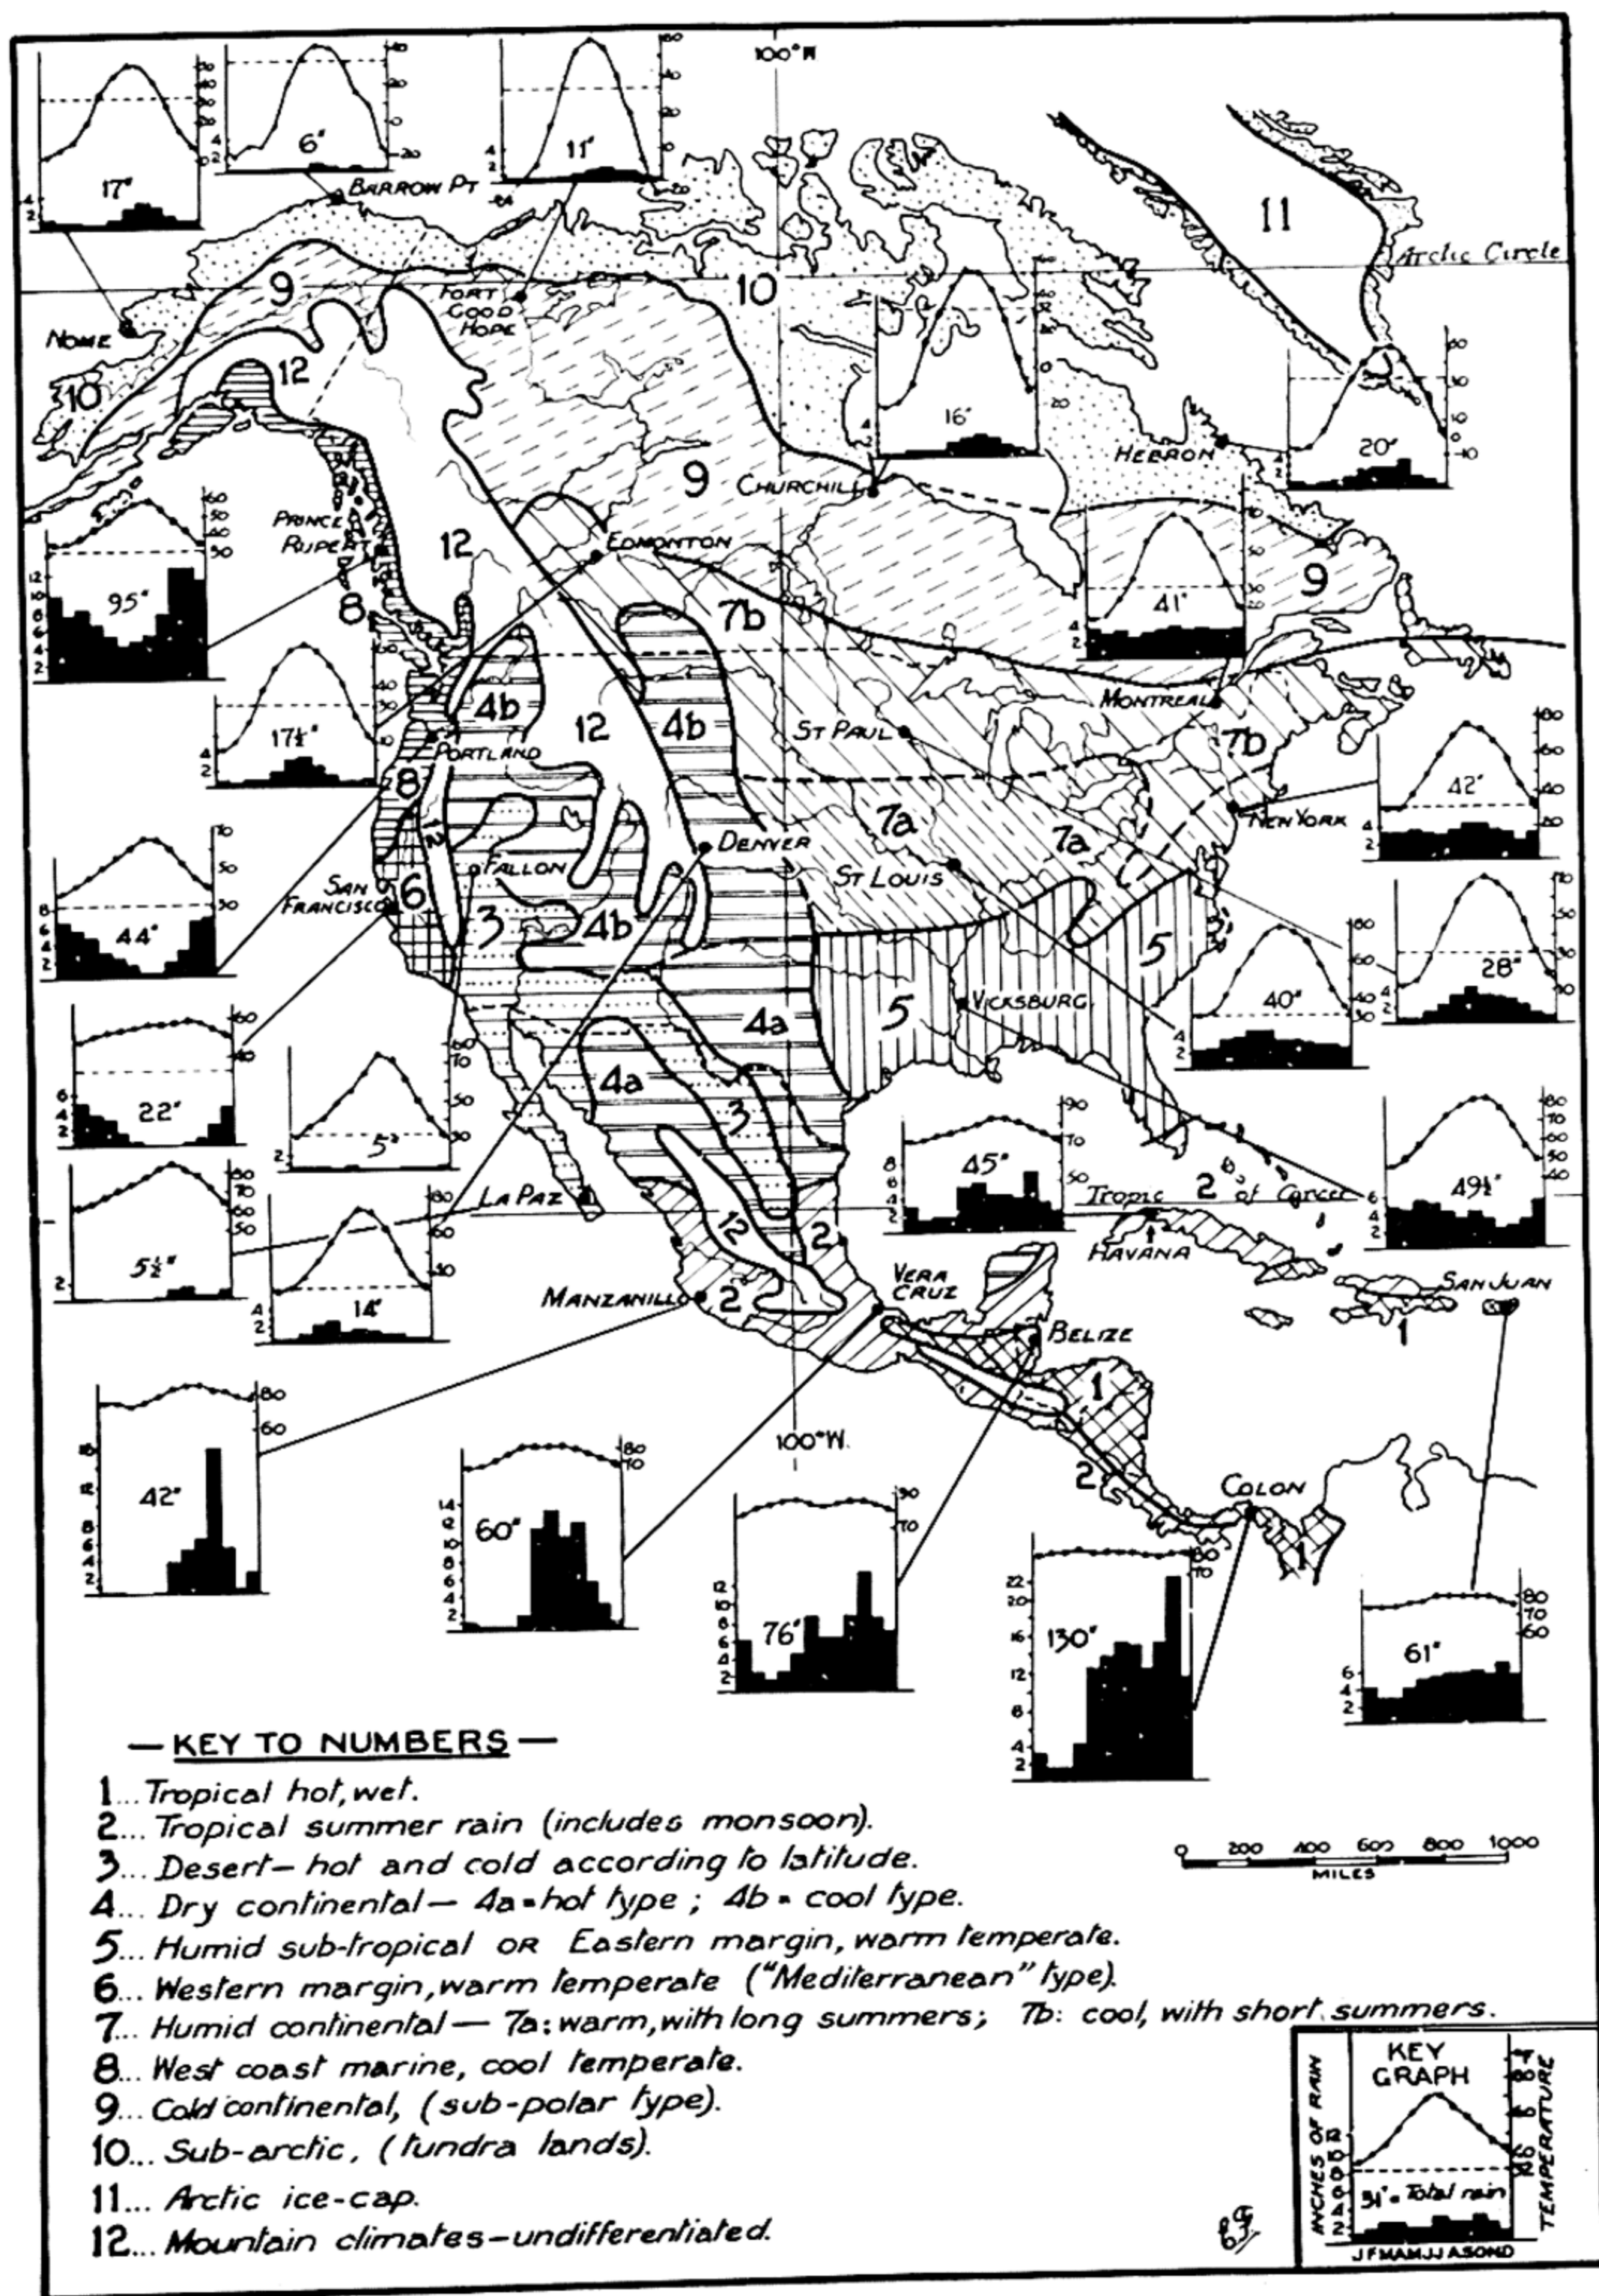 100°W
17"
6"
11"
BARROW PT
11
Arctic Circle
9
FORT
GOOD
HOPE
10
NOME
12
10
16"
HEBRON
20"
9
CHURCHILL
PRINCE
RUPERT
12
EDMONTON
95"
8
7b
41"
9
17½"
4b
12
4b
ST PAUL
MONTREAL
7b
PORTLAND
8
42"
7a
7a
NEW YORK
12
DENVER
FALLON
ST LOUIS
SAN
FRANCISCO
6
3
4b
44"
5
28"
40"
5
VICKSBURG
4a
22"
5"
4a
3
45"
49½"
LA PAZ
Tropic
2
of Cancer
5½"
12
2
HAVANA
14"
MANZANILLO
2
VERA
CRUZ
SAN JUAN
BELIZE
1
1
42"
100°W.
2
COLON
60"
1
76"
130"
61"
— KEY TO NUMBERS —
1... Tropical hot, wet.
2... Tropical summer rain (includes monsoon).
3... Desert — hot and cold according to latitude.
4... Dry continental — 4a = hot type ; 4b = cool type.
5... Humid sub-tropical OR Eastern margin, warm temperate.
6... Western margin, warm temperate ("Mediterranean" type).
7... Humid continental — 7a: warm, with long summers; 7b: cool, with short summers.
8... West coast marine, cool temperate.
9... Cold continental, (sub-polar type).
10... Sub-arctic, (tundra lands).
11... Arctic ice-cap.
12... Mountain climates — undifferentiated.
0 200 400 600 800 1000
MILES
KEY
GRAPH
INCHES OF RAIN
TEMPERATURE
31" = Total rain
J F M A M J J A S O N D